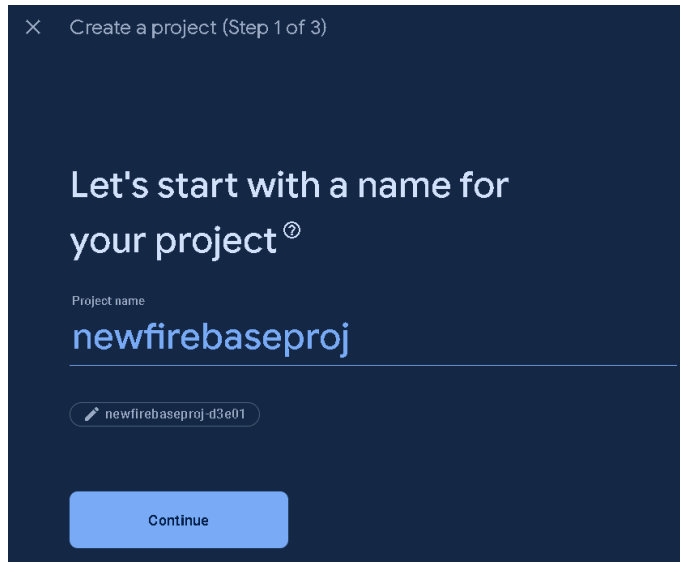 Create a project (Step 1 of 3)
Let's start with a name for
your project
Project name
newfirebaseproj
newfirebaseproj-d3e01
Continue